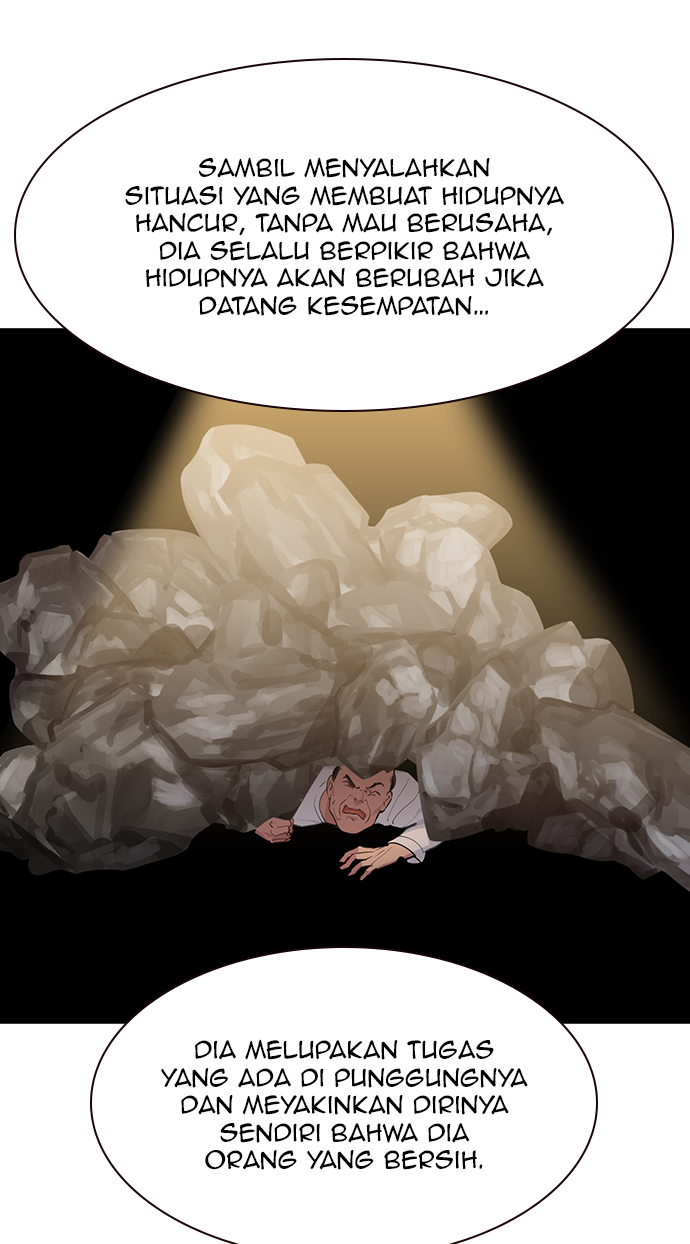 SAMBIL MENYALAHKAN
SITUASI YANG MEMBUAT HIDUPNYA
HANCUR, TANPA MAU BERUSAHA,
DIA SELALU BERPIKIR BAHWA
HIDUPNYA AKAN BERUBAH JIKA
DATANG KESEMPATAN...
DIA MELUPAKAN TUGAS
YANG ADA DI PUNGGUNGNYA
DAN MEYAKINKAN DIRINYA
SENDIRI BAHWA DIA
ORANG YANG BERSIH.